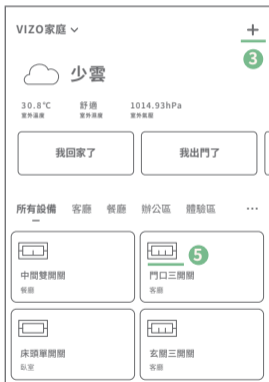 VIZO家庭
3
少雲
30.8°C 舒適 1014.93hPa
室外溫度 室外濕度 室外氣壓
我回家了 我出門了
所有設備 客廳 餐廳 辦公區 體驗區 ...
5
中間雙開關 門口三開關
餐廳 客廳
床頭單開關 玄關三開關
臥室 客廳